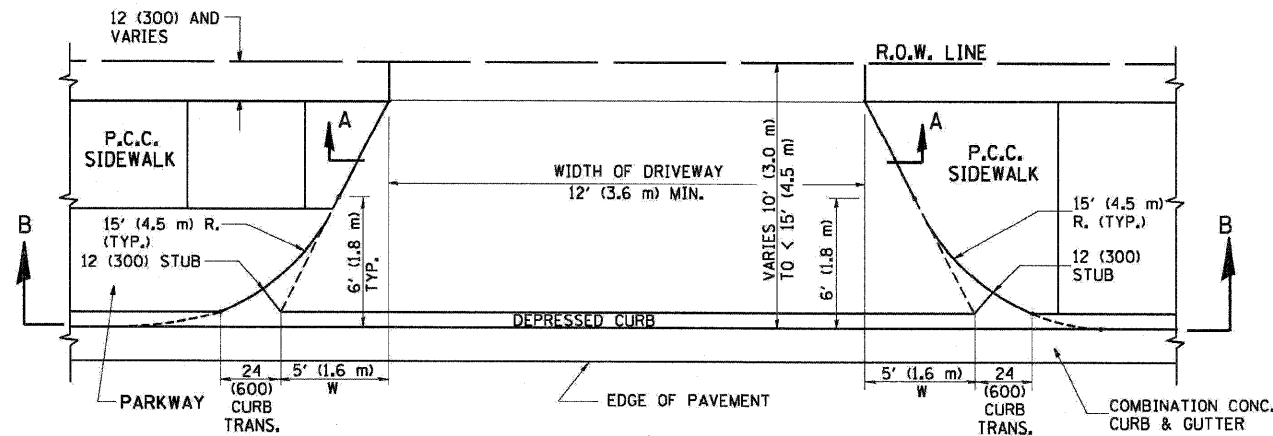 12 (300) AND
VARIES
R.O.W. LINE
A
A
P.C.C.
SIDEWALK
P.C.C.
SIDEWALK
WIDTH OF DRIVEWAY
12' (3.6 m) MIN.
VARIES 10' (3.0 m)
TO < 15' (4.5 m)
B
B
15' (4.5 m) R.
(TYP.)
12 (300) STUB
6' (1.8 m)
TYP.
6' (1.8 m)
15' (4.5 m)
R. (TYP.)
12 (300)
STUB
DEPRESSED CURB
24
(600)
CURB
TRANS.
5' (1.6 m)
W
5' (1.6 m)
W
24
(600)
CURB
TRANS.
PARKWAY
EDGE OF PAVEMENT
COMBINATION CONC.
CURB & GUTTER